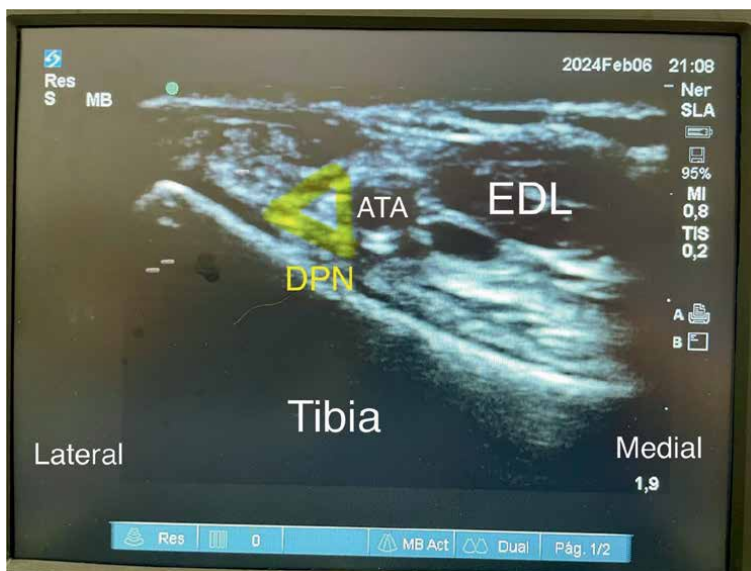 2024Feb06 21:08
Res
S MB
Ner
SLA
95%
MI
0,8
TIS
0,2
ATA
EDL
DPN
A
B
Tibia
Lateral
Medial
1,9
Res 0 MB Act Dual Pág. 1/2